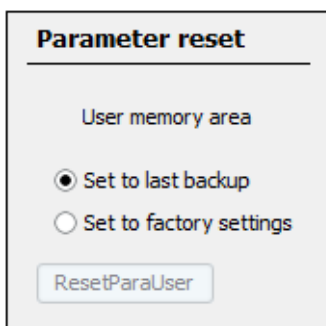 Parameter reset
User memory area
Set to last backup
Set to factory settings
ResetParaUser